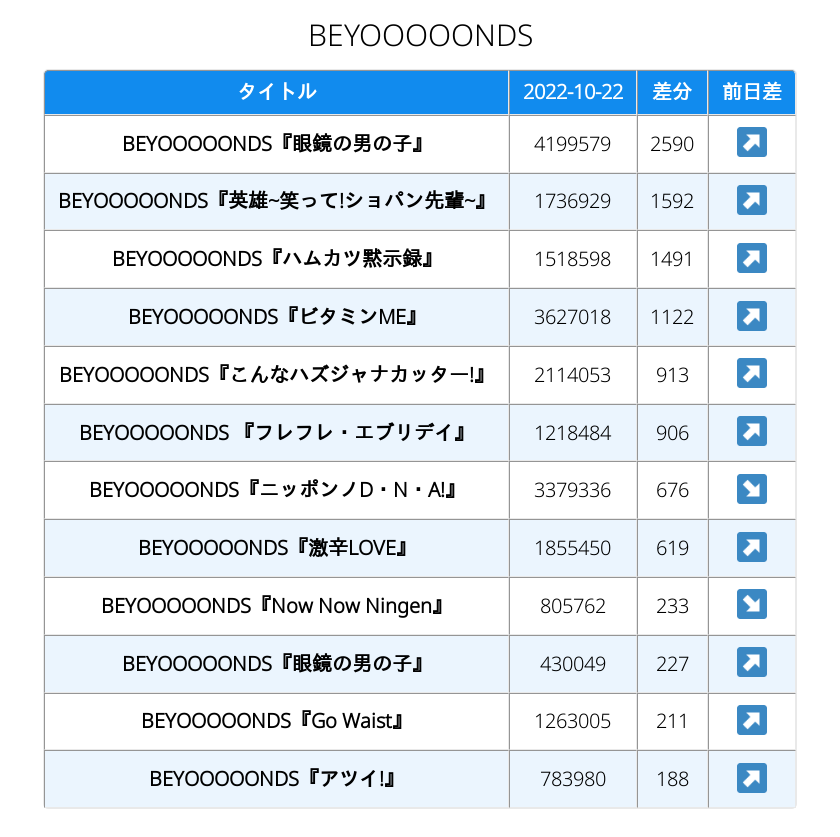 BEYOOOOONDS
タイトル 2022-10-22 差分 前日差
BEYOOOOONDS『眼鏡の男の子』 4199579 2590
BEYOOOOONDS『英雄~笑って!ショパン先輩~』 1736929 1592
BEYOOOOONDS『ハムカツ黙示録』 1518598 1491
BEYOOOOONDS『ビタミンME』 3627018 1122
BEYOOOOONDS『こんなハズジャナカッター!』 2114053 913
BEYOOOOONDS 『フレフレ・エブリデイ』 1218484 906
BEYOOOOONDS『ニッポンノD・N・A!』 3379336 676
BEYOOOOONDS『激辛LOVE』 1855450 619
BEYOOOOONDS『Now Now Ningen』 805762 233
BEYOOOOONDS『眼鏡の男の子』 430049 227
BEYOOOOONDS『Go Waist』 1263005 211
BEYOOOOONDS『アツイ!』 783980 188